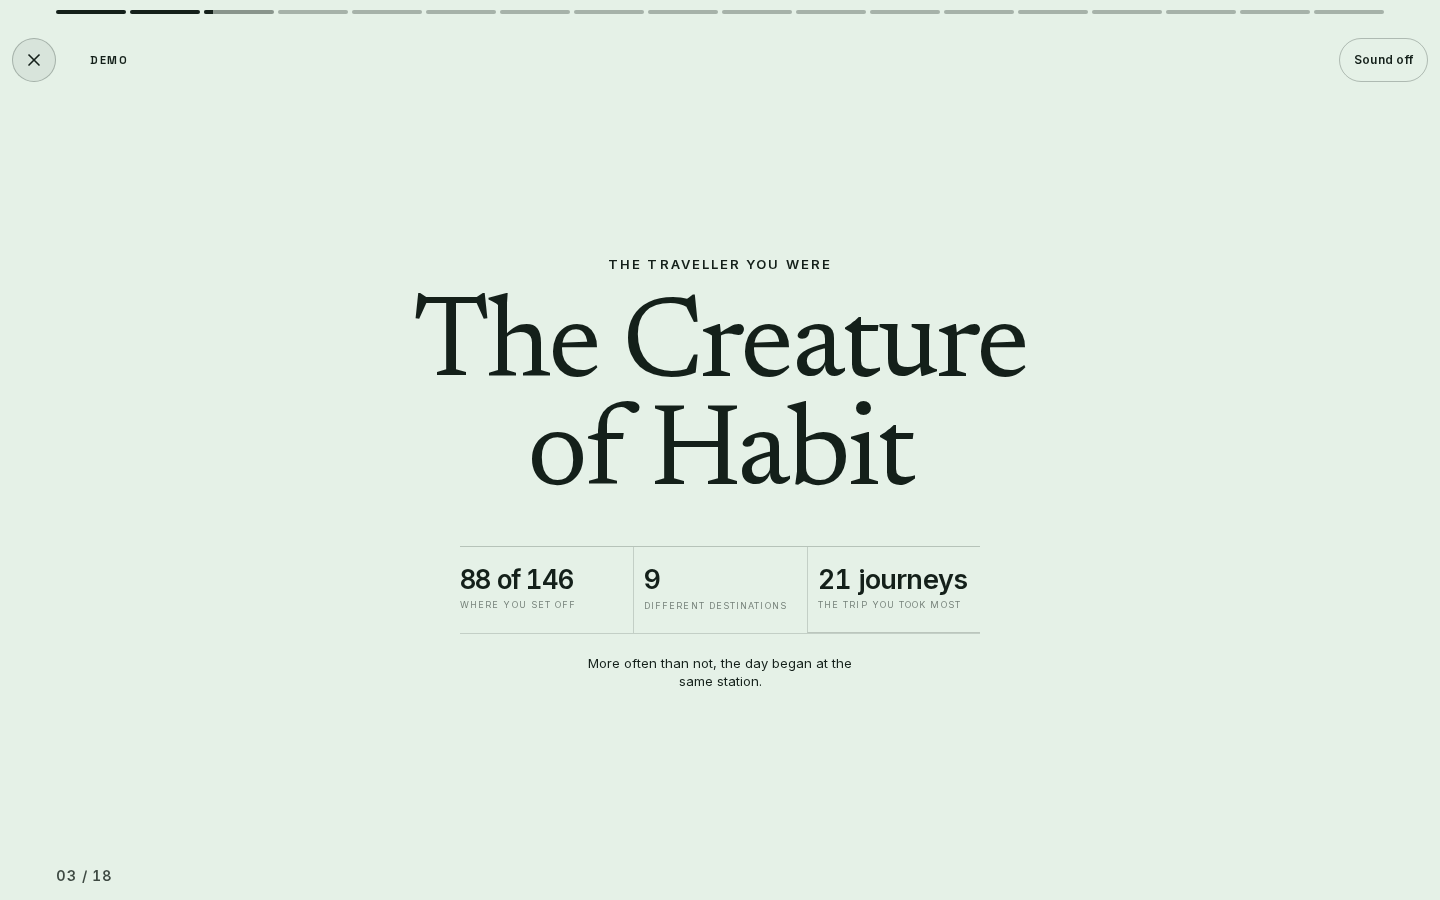 DEMO
Sound off
THE TRAVELLER YOU WERE
The Creature
of Habit
88 of 146
WHERE YOU SET OFF
9
DIFFERENT DESTINATIONS
21 journeys
THE TRIP YOU TOOK MOST
More often than not, the day began at the
same station.
03 / 18